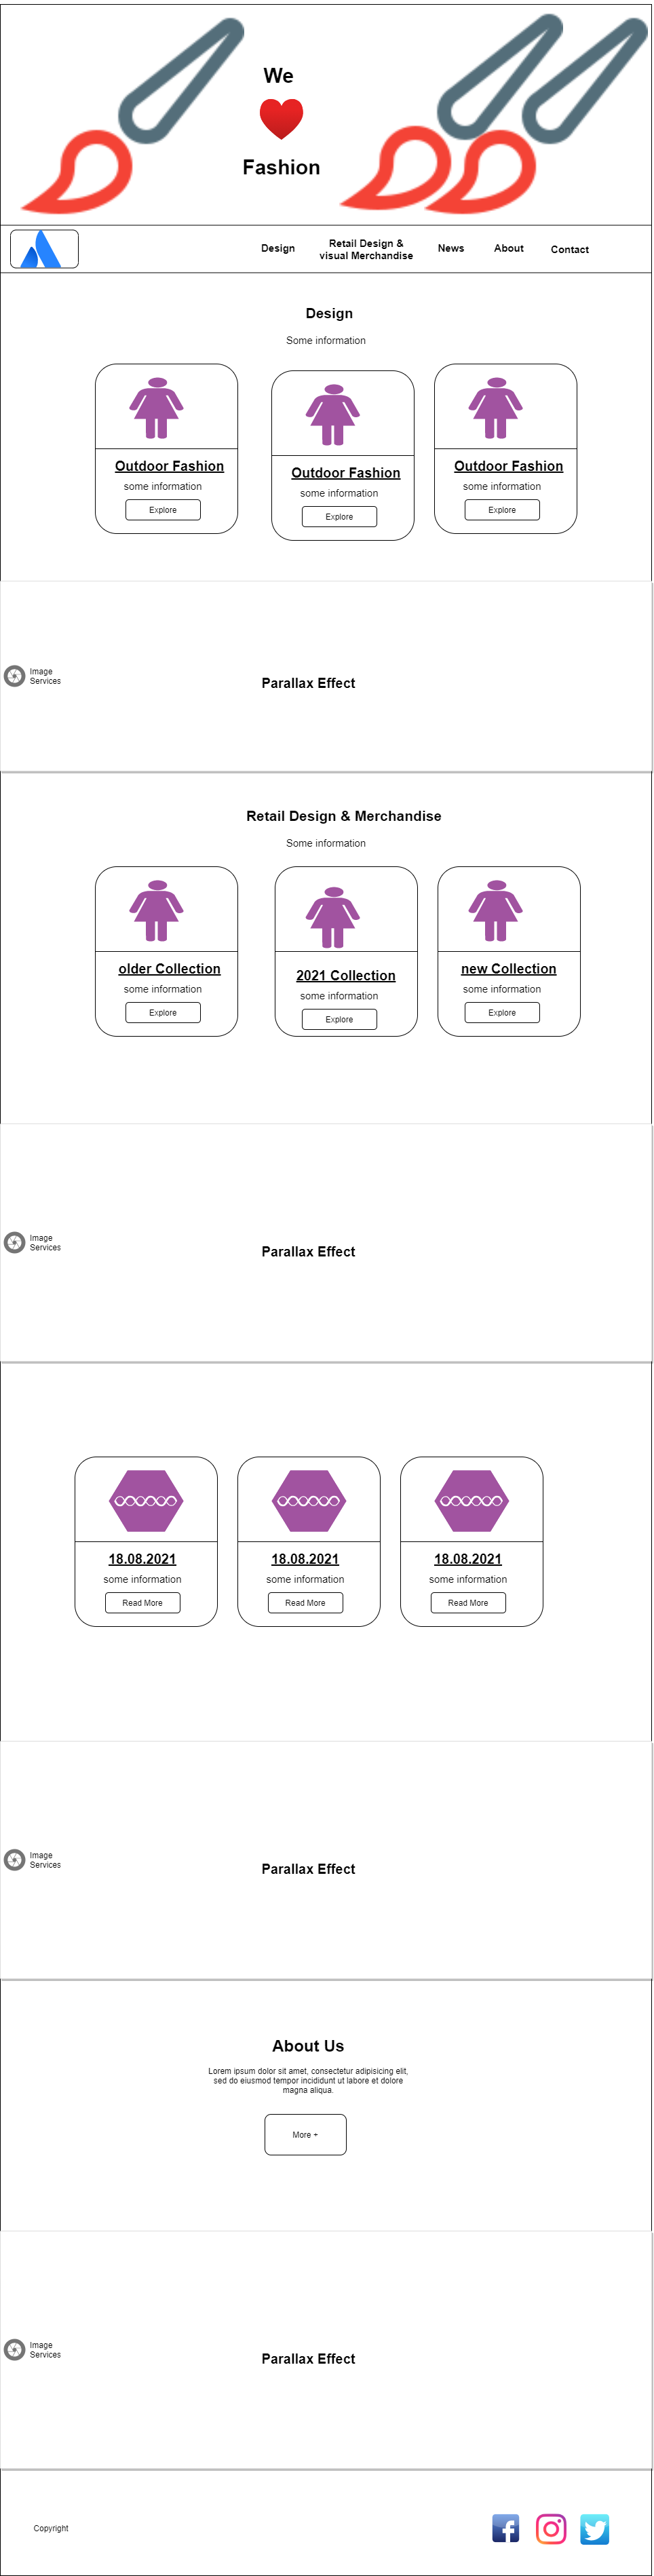 We
Fashion
Design
Retail Design &
visual Merchandise
News
About
Contact
Design
Some information
Outdoor Fashion
some information
Explore
Outdoor Fashion
some information
Explore
Outdoor Fashion
some information
Explore
Image
Services
Parallax Effect
Retail Design & Merchandise
Some information
older Collection
some information
Explore
2021 Collection
some information
Explore
new Collection
some information
Explore
Image
Services
Parallax Effect
18.08.2021
some information
Read More
18.08.2021
some information
Read More
18.08.2021
some information
Read More
Image
Services
Parallax Effect
About Us
Lorem ipsum dolor sit amet, consectetur adipisicing elit,
sed do eiusmod tempor incididunt ut labore et dolore
magna aliqua.
More +
Image
Services
Parallax Effect
Copyright